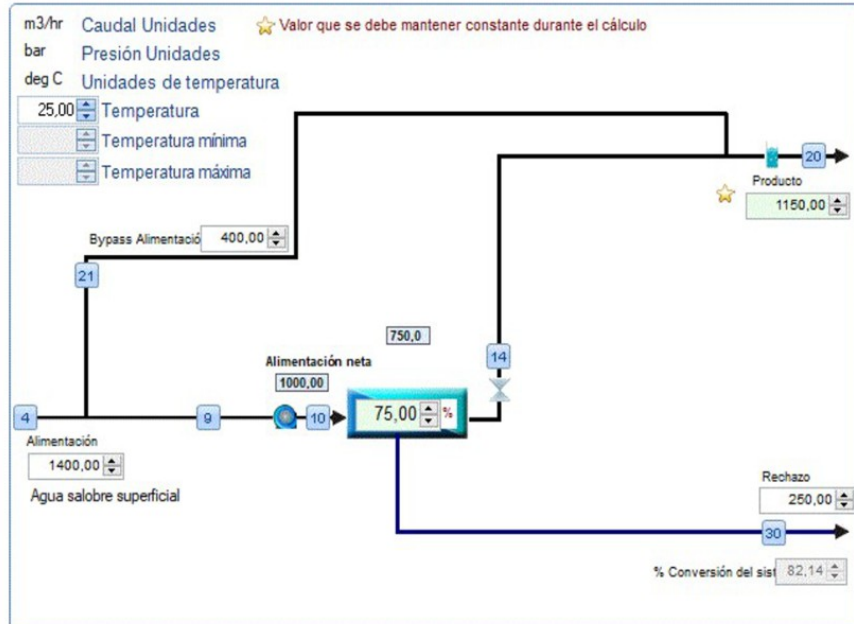 m3/hr Caudal Unidades Valor que se debe mantener constante durante el cálculo
bar Presión Unidades
deg C Unidades de temperatura
25,00 Temperatura
Temperatura mínima
Temperatura máxima
20
Producto
1150,00
Bypass Alimentació 400,00
21
750,0
14
Alimentación neta
1000,00
4 9 10 75,00 %
Alimentación
1400,00
Agua salobre superficial
Rechazo
250,00
30
% Conversión del sist 82,14